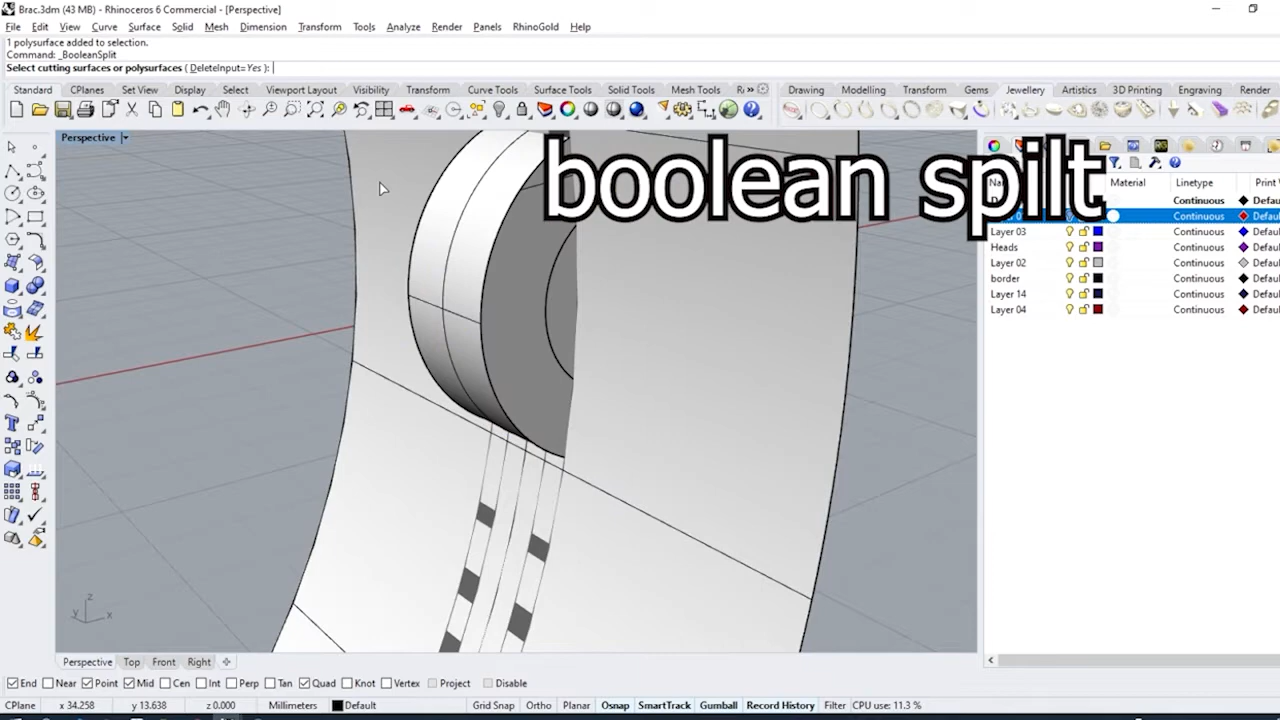 Brac.3dm (43 MB) - Rhinoceros 6 Commercial - [Perspective]
File Edit View Curve Surface Solid Mesh Dimension Transform Tools Analyze Render Panels RhinoGold Help
1 polysurface added to selection.
Command: _BooleanSplit
Select cutting surfaces or polysurfaces ( DeleteInput=Yes ):
Standard CPlanes Set View Display Select Viewport Layout Visibility Transform Curve Tools Surface Tools Solid Tools Mesh Tools R »
Drawing Modelling Transform Gems Jewellery Artistics 3D Printing Engraving Render
Perspective
boolean spilt
Material Linetype Print W
Continuous Defau
Continuous Defau
Layer 03 Continuous Defau
Heads Continuous Defau
Layer 02 Continuous Defau
border Continuous Defau
Layer 14 Continuous Defau
Layer 04 Continuous Defau
z
y x
Perspective Top Front Right
End Near Point Mid Cen Int Perp Tan Quad Knot Vertex Project Disable
CPlane x 34.258 y 13.638 z 0.000 Millimeters Default Grid Snap Ortho Planar Osnap SmartTrack Gumball Record History Filter CPU use: 11.3 %